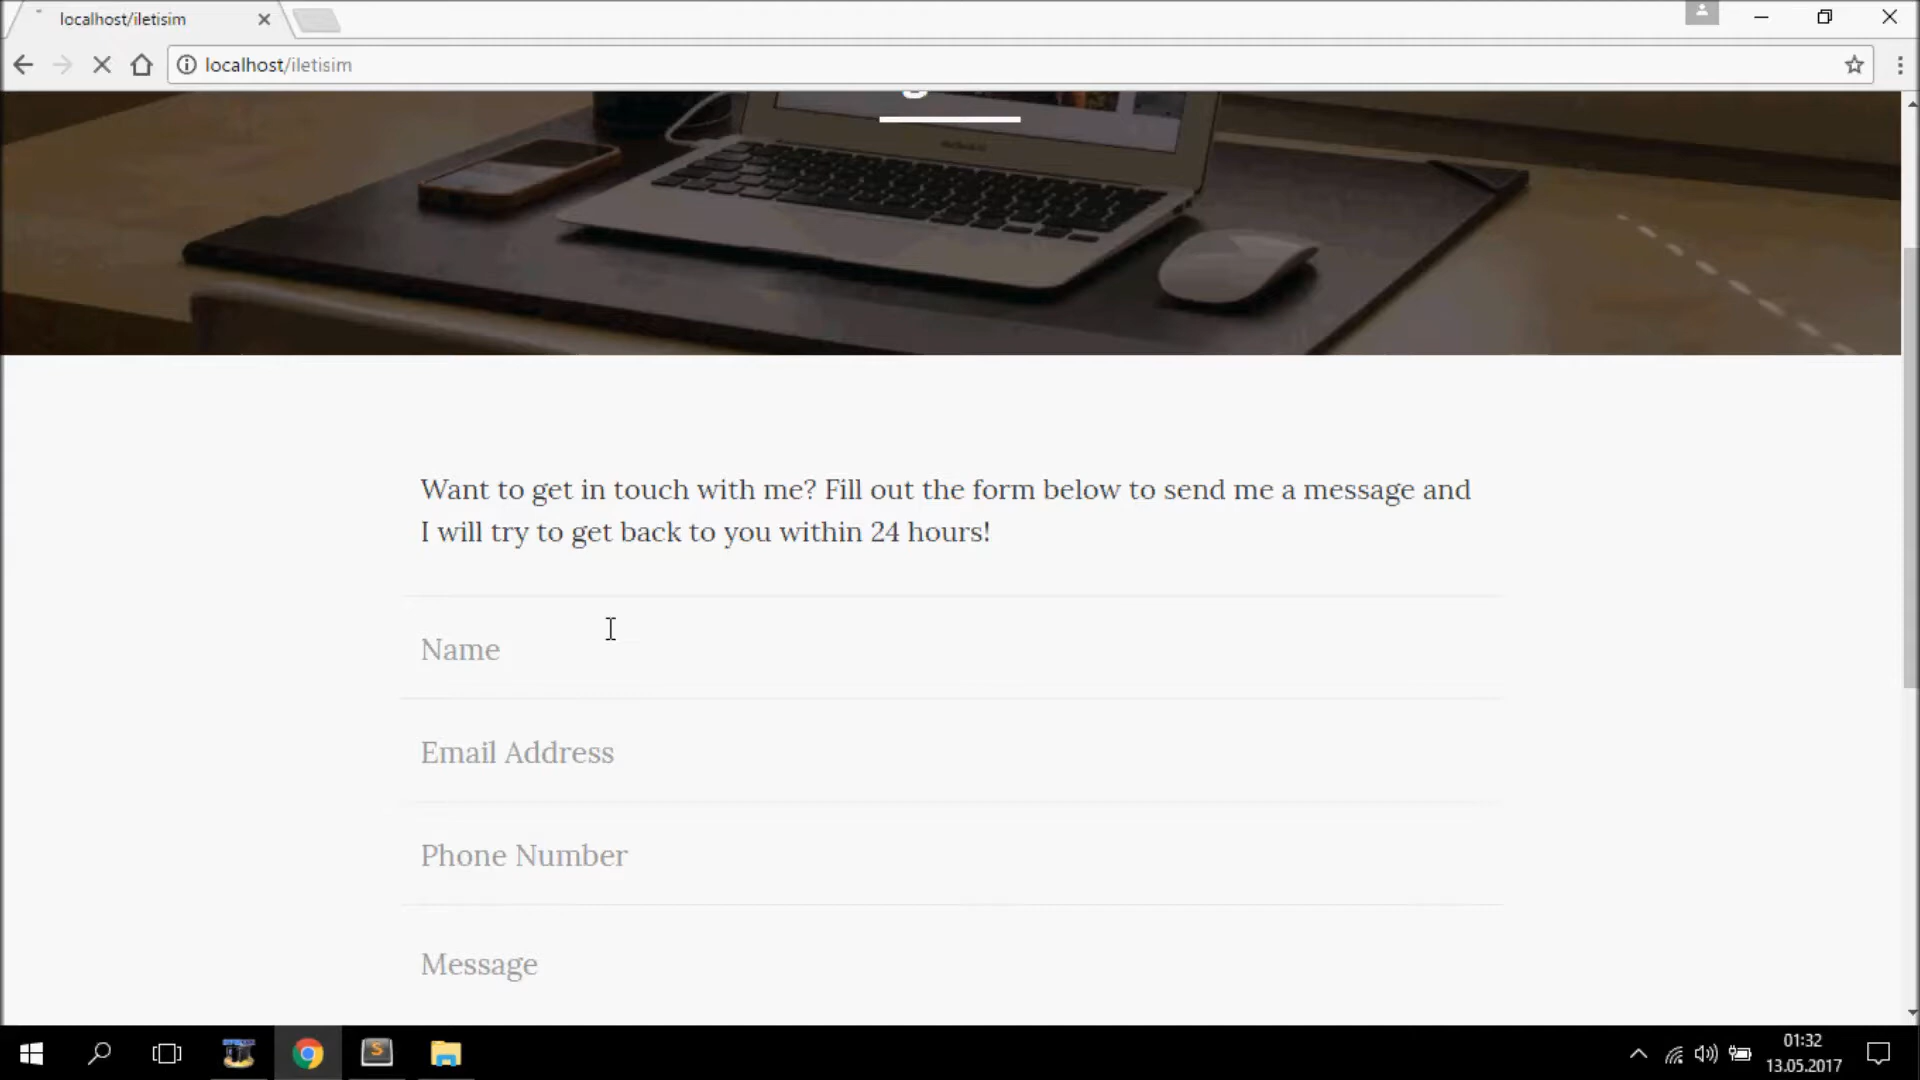 localhost/iletisim
localhost/iletisim
Want to get in touch with me? Fill out the form below to send me a message and
I will try to get back to you within 24 hours!
Name
Email Address
Phone Number
Message
01:32
13.05.2017